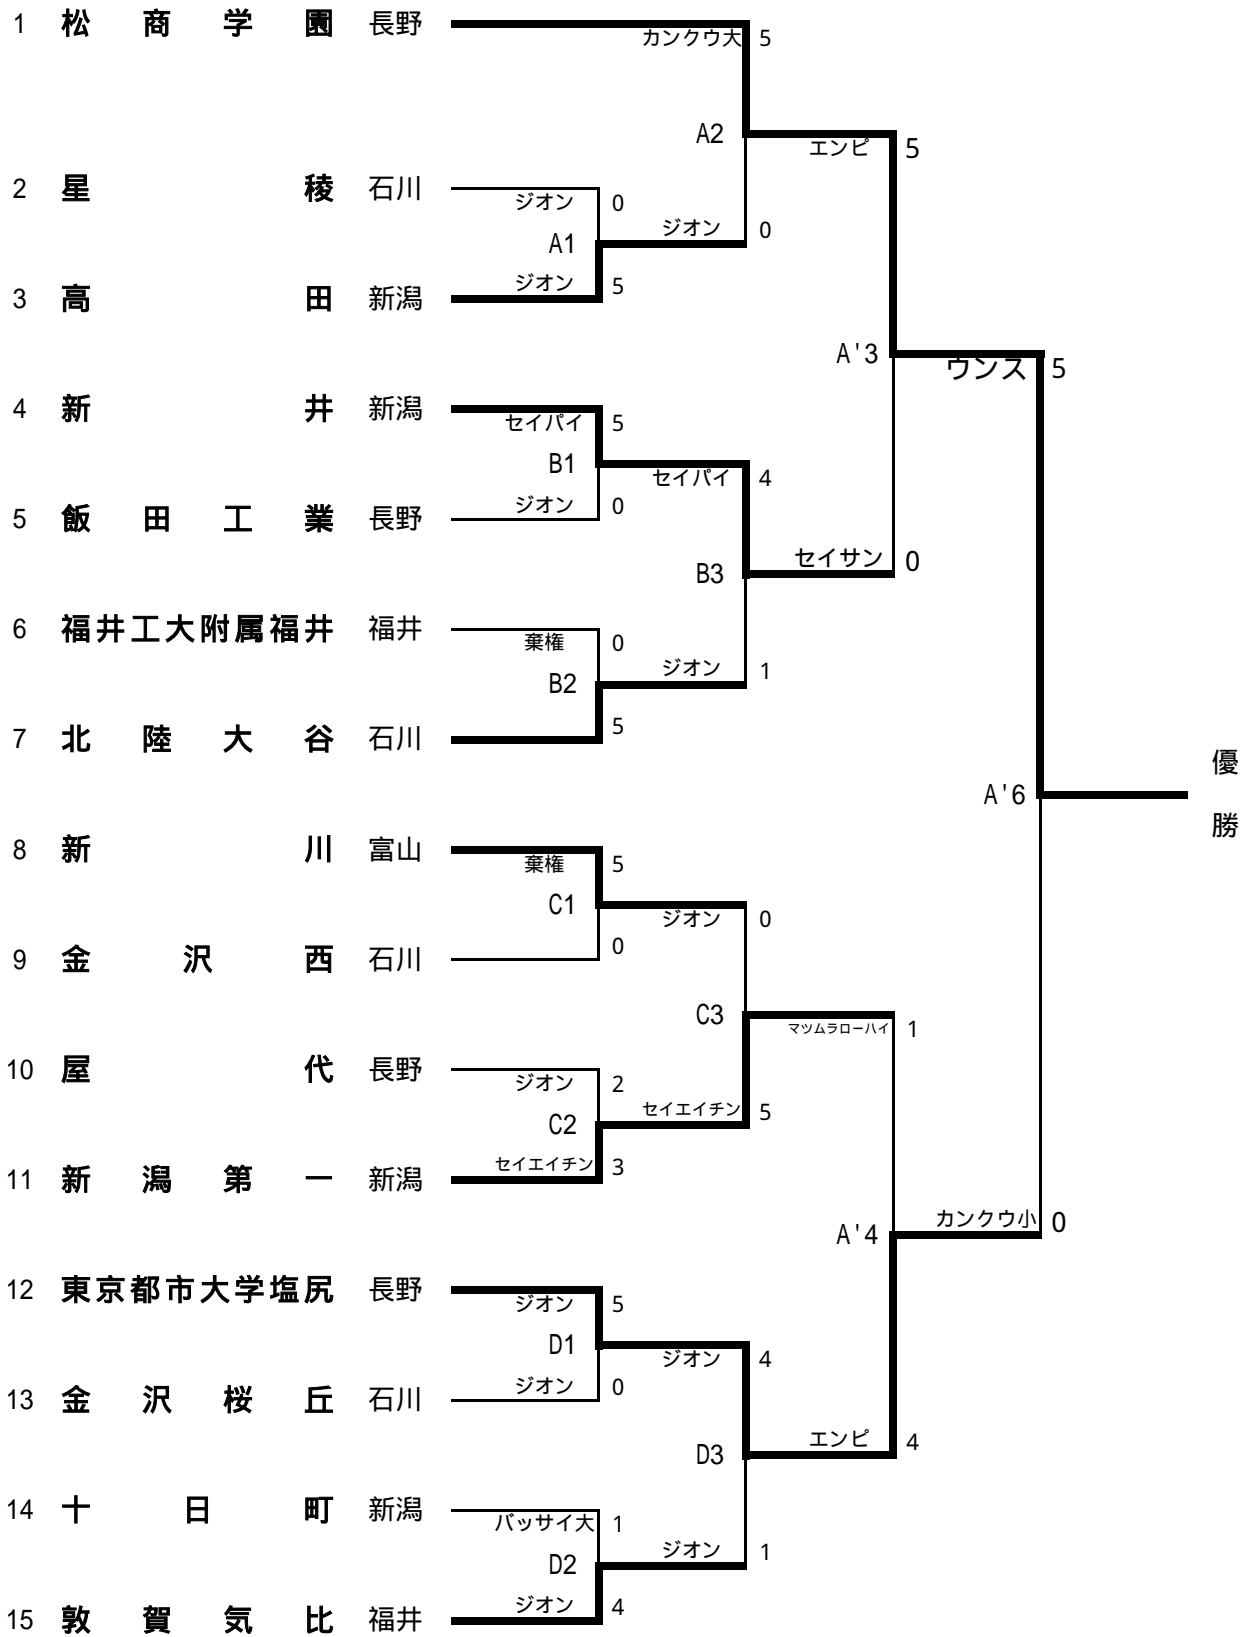 1 松商学園 長野
カンクウ大 5
A2
エンピ 5
2 星稜 石川
ジオン 0
ジオン 0
A1
ジオン 5
3 高田 新潟
A'3
ウンス 5
4 新井 新潟
セイパイ 5
B1
セイパイ 4
ジオン 0
5 飯田工業 長野
セイサン 0
B3
6 福井工大附属福井 福井
棄権 0
ジオン 1
B2
5
7 北陸大谷 石川
優勝
A'6
8 新川 富山
棄権 5
C1
ジオン 0
0
9 金沢西 石川
C3
マツムラローハイ 1
10 屋代 長野
ジオン 2
セイエイチン 5
C2
セイエイチン 3
11 新潟第一 新潟
カンクウ小 0
A'4
12 東京都市大学塩尻 長野
ジオン 5
D1
ジオン 4
ジオン 0
13 金沢桜丘 石川
エンピ 4
D3
14 十日町 新潟
バッサイ大 1
ジオン 1
D2
ジオン 4
15 敦賀気比 福井